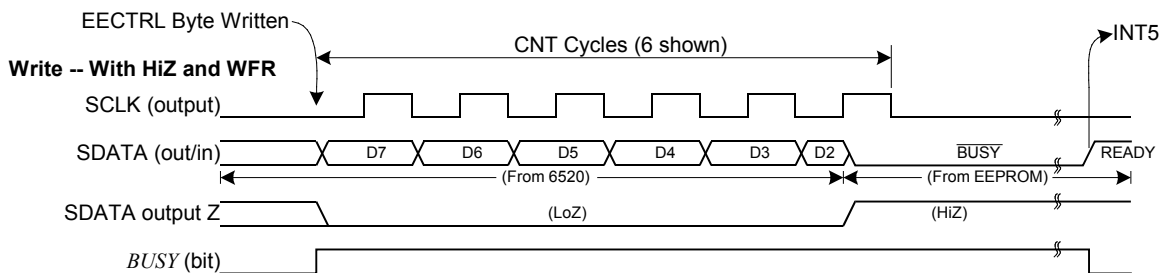 EECTRL Byte Written
INT5
CNT Cycles (6 shown)
Write -- With HiZ and WFR
SCLK (output)
SDATA (out/in) D7 D6 D5 D4 D3 D2 BUSY READY
(From 6520) (From EEPROM)
SDATA output Z (LoZ) (HiZ)
BUSY (bit)